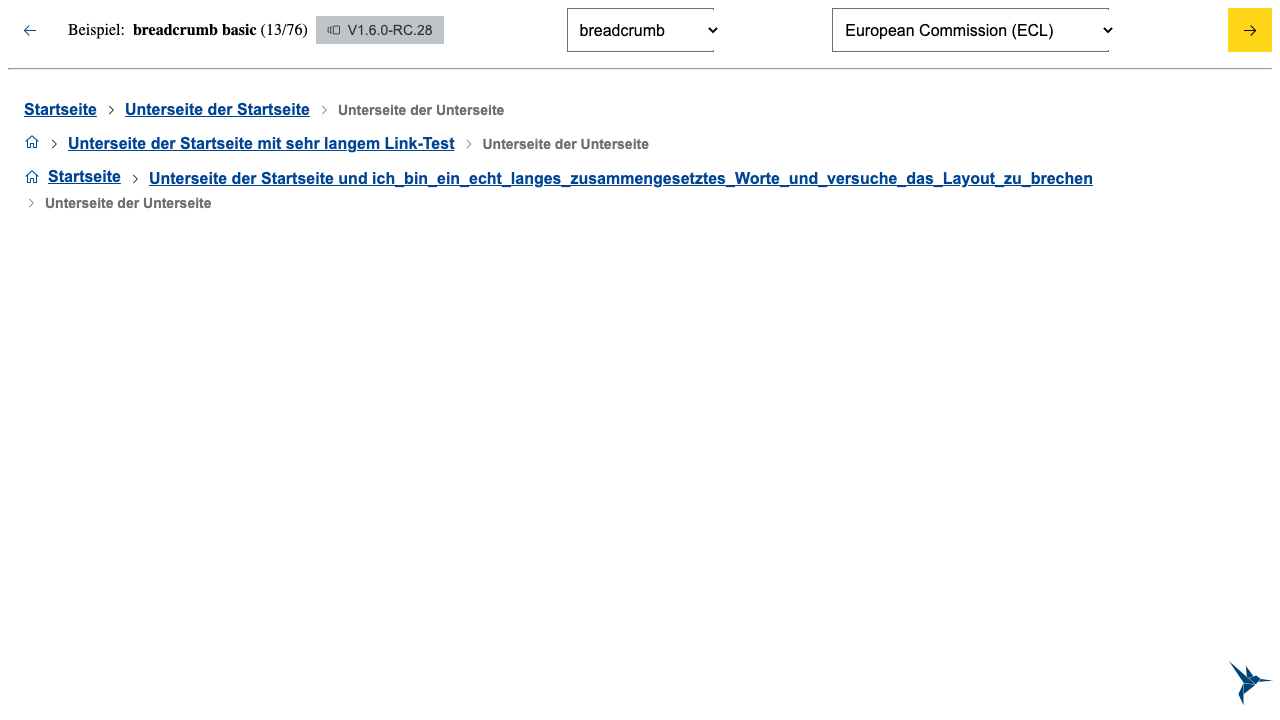 Beispiel: breadcrumb basic (13/76) V1.6.0-RC.28 breadcrumb European Commission (ECL)
Startseite Unterseite der Startseite Unterseite der Unterseite
Unterseite der Startseite mit sehr langem Link-Test Unterseite der Unterseite
Startseite Unterseite der Startseite und ich_bin_ein_echt_langes_zusammengesetztes_Worte_und_versuche_das_Layout_zu_brechen
Unterseite der Unterseite